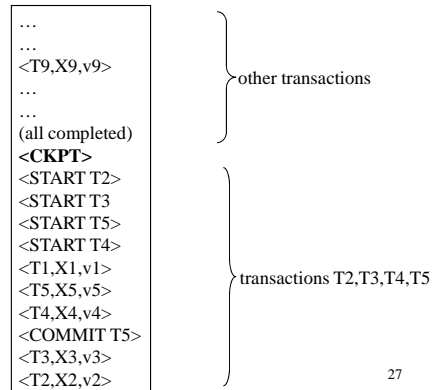 …
…
<T9,X9,v9>
…
…
(all completed)
<CKPT>
<START T2>
<START T3
<START T5>
<START T4>
<T1,X1,v1>
<T5,X5,v5>
<T4,X4,v4>
<COMMIT T5>
<T3,X3,v3>
<T2,X2,v2>
other transactions
transactions T2,T3,T4,T5
27